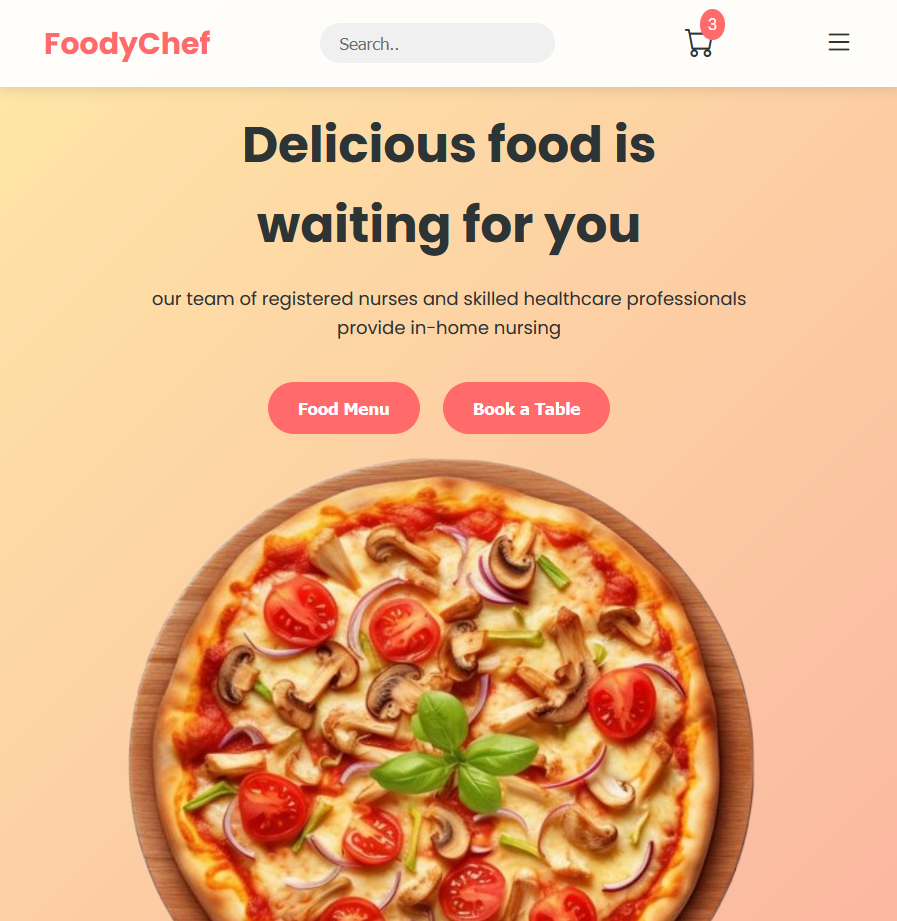 FoodyChef
Search..
3
Delicious food is
waiting for you
our team of registered nurses and skilled healthcare professionals
provide in-home nursing
Food Menu
Book a Table